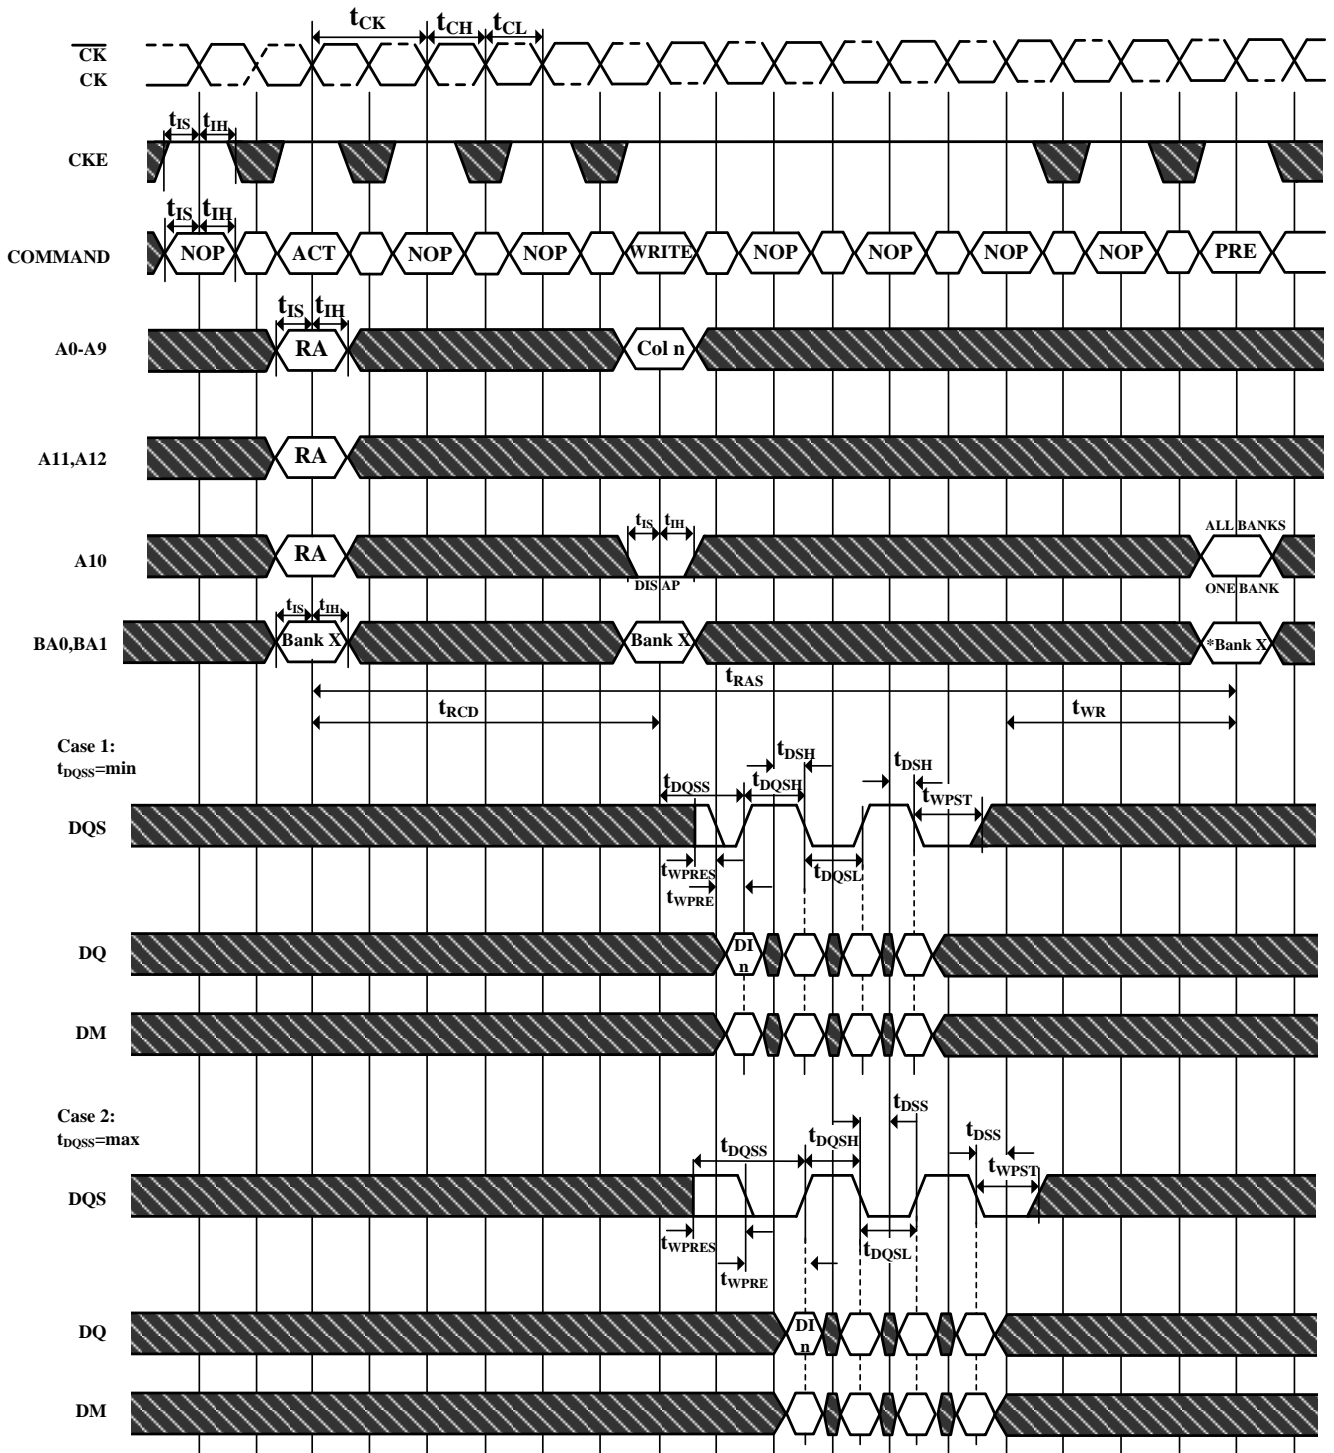 tCK tCH tCL
CK
CK
tIS tIH
CKE
tIS tIH
COMMAND NOP ACT NOP NOP WRITE NOP NOP NOP NOP PRE
tIS tIH
A0-A9 RA Col n
A11,A12 RA
tIS tIH ALL BANKS
A10 RA
DIS AP ONE BANK
tIS tIH
BA0,BA1 Bank X Bank X *Bank X
tRAS
tRCD tWR
Case 1:
tDQSS=min
tDSH tDSH
tDQSS tDQSH tWPST
DQS
tWPRES tDQSL
tWPRE
DQ DI
n
DM
Case 2:
tDQSS=max
tDSS
tDQSS tDQSH tDSS
tWPST
DQS
tWPRES tDQSL
tWPRE
DQ DI
n
DM